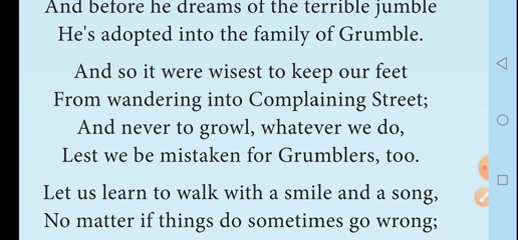 And before he dreams of the terrible jumble
He's adopted into the family of Grumble.
And so it were wisest to keep our feet
From wandering into Complaining Street;
And never to growl, whatever we do,
Lest we be mistaken for Grumblers, too.
Let us learn to walk with a smile and a song,
No matter if things do sometimes go wrong;